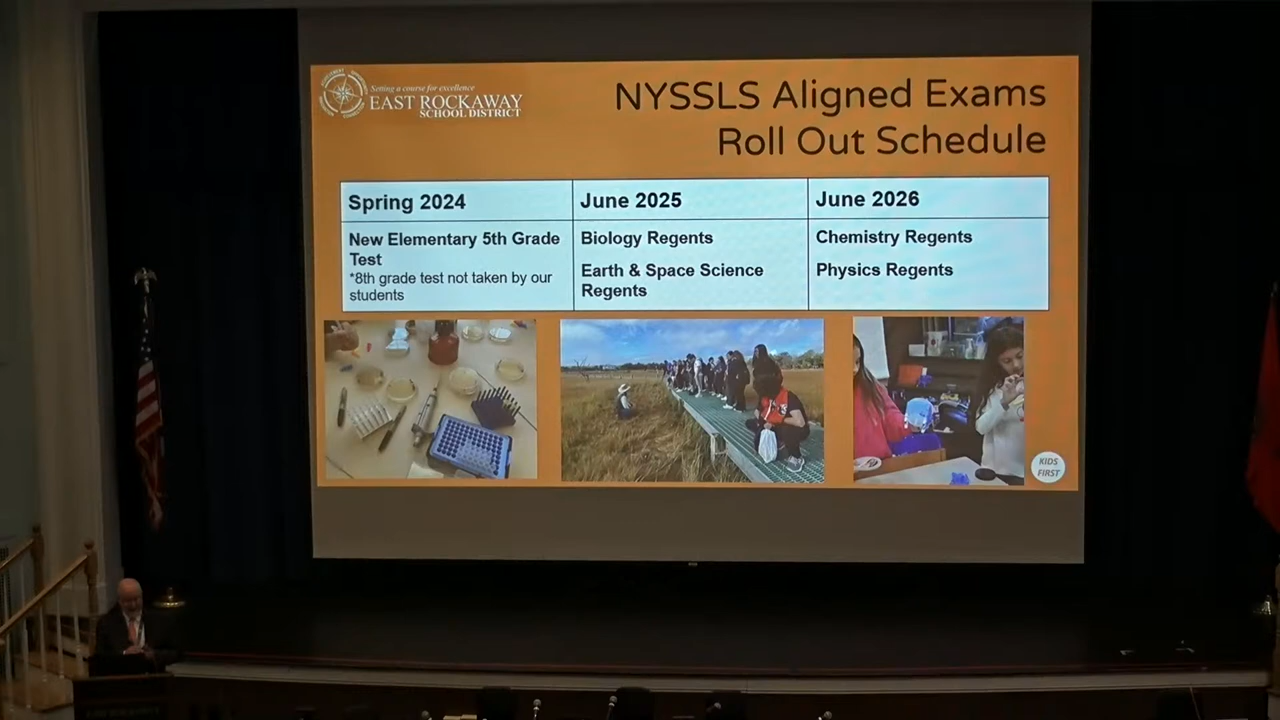 Setting a course for excellence
EAST ROCKAWAY
SCHOOL DISTRICT
NYSSLS Aligned Exams
Roll Out Schedule
Spring 2024
June 2025
June 2026
New Elementary 5th Grade
Test
*8th grade test not taken by our
students
Biology Regents
Earth & Space Science
Regents
Chemistry Regents
Physics Regents
KIDS
FIRST